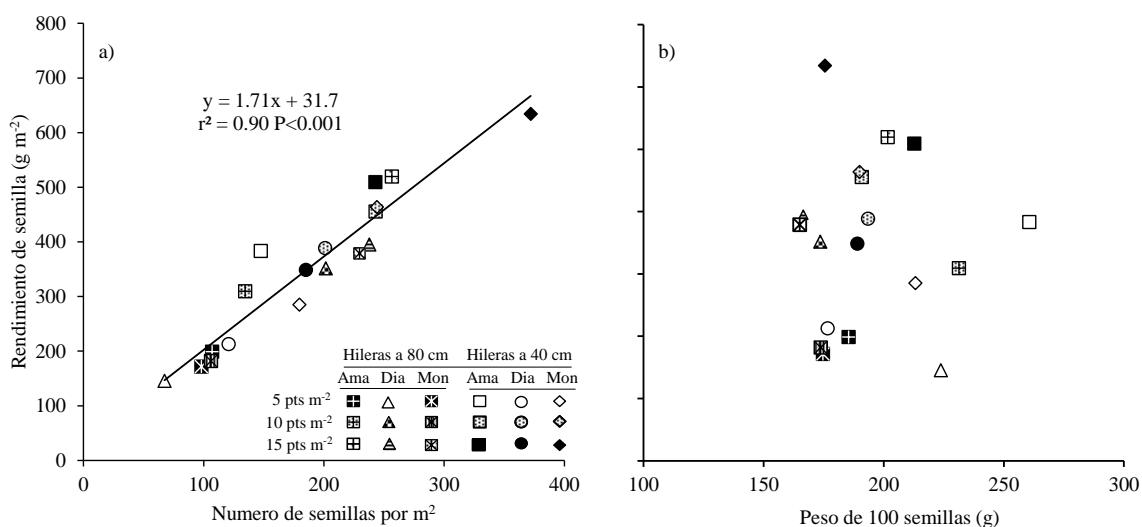 800
700
600
500
400
300
200
100
0
Rendimiento de semilla (g m-2)
a)
y = 1.71x + 31.7
r² = 0.90 P<0.001
Hileras a 80 cm Hileras a 40 cm
Ama Dia Mon Ama Dia Mon
5 pts m-2
10 pts m-2
15 pts m-2
0 100 200 300 400
Numero de semillas por m²
b)
100 150 200 250 300
Peso de 100 semillas (g)